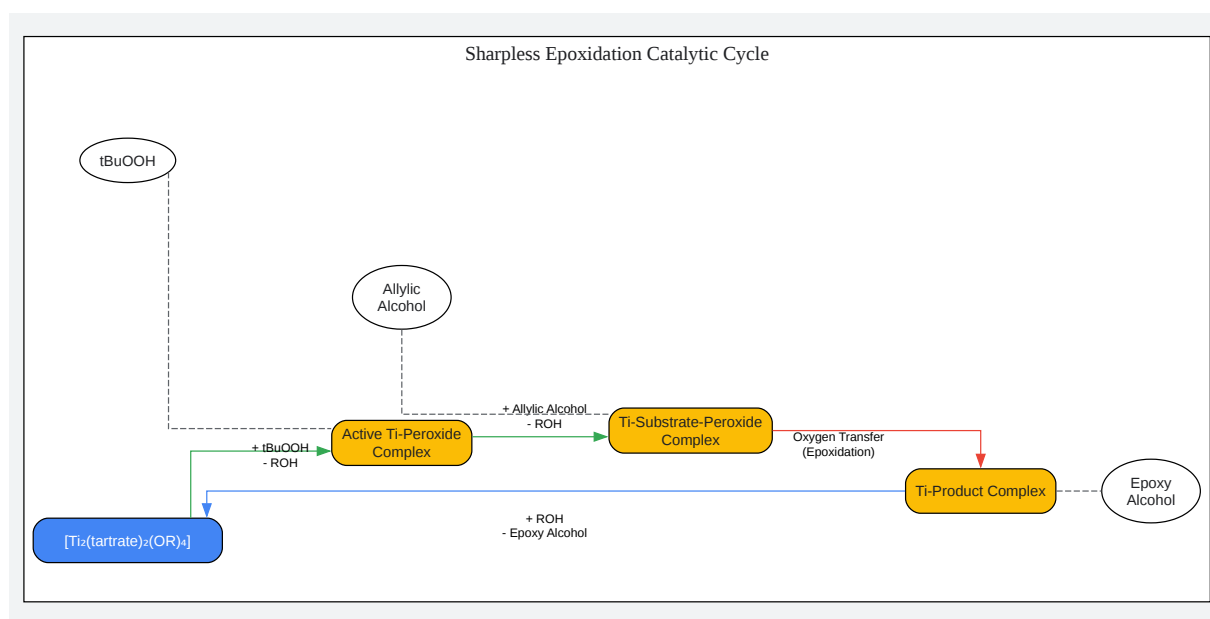 Sharpless Epoxidation Catalytic Cycle
tBuOOH
Allylic
Alcohol
+ Allylic Alcohol
- ROH
Ti-Substrate-Peroxide
Complex
Active Ti-Peroxide
Complex
Oxygen Transfer
(Epoxidation)
+ tBuOOH
- ROH
Ti-Product Complex
Epoxy
Alcohol
+ ROH
- Epoxy Alcohol
[Ti₂(tartrate)₂(OR)₄]